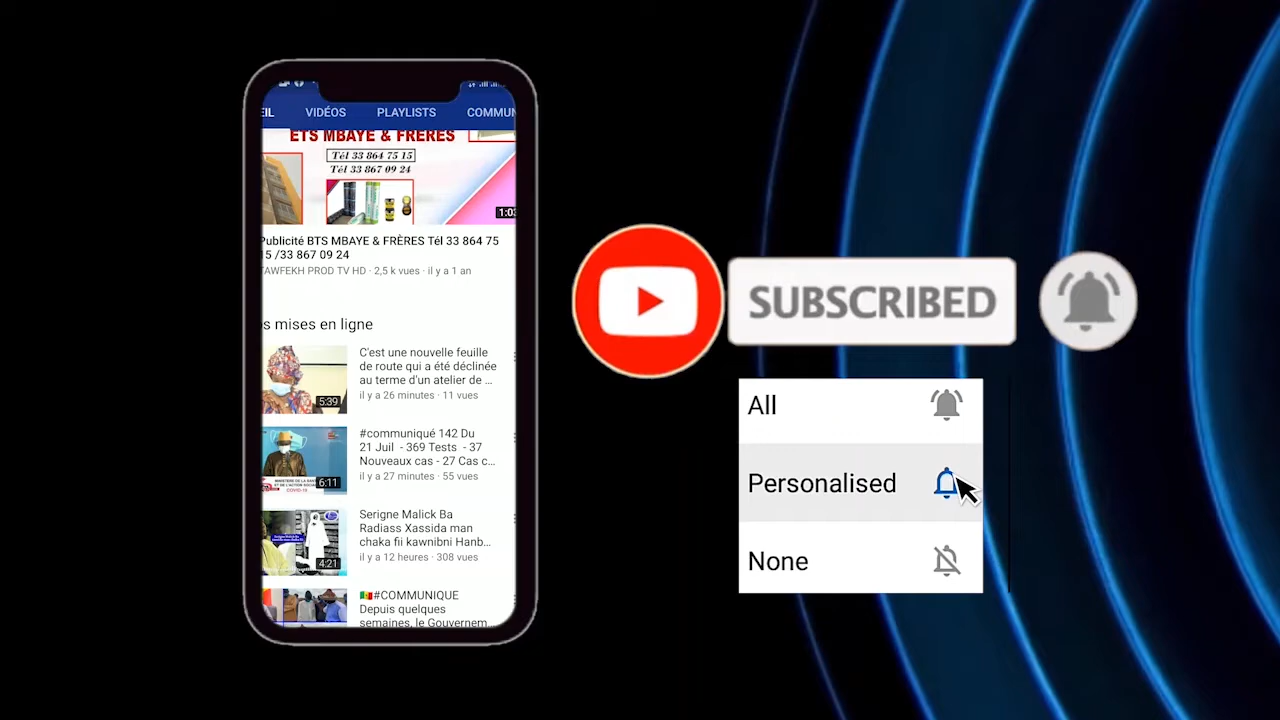 EIL VIDÉOS PLAYLISTS COMMUN
ETS MBAYE & FRERES
Tél 33 864 75 15
Tél 33 867 09 24
1:03
Publicité BTS MBAYE & FRÈRES Tél 33 864 75
15 /33 867 09 24
TAWFEKH PROD TV HD · 2,5 k vues · il y a 1 an
s mises en ligne
C'est une nouvelle feuille
de route qui a été déclinée
au terme d'un atelier de ...
il y a 26 minutes · 11 vues
5:39
#communiqué 142 Du
21 Juil - 369 Tests - 37
Nouveaux cas - 27 Cas c...
il y a 27 minutes · 55 vues
6:11
Serigne Malick Ba
Radiass Xassida man
chaka fii kawnibni Hanb...
il y a 12 heures · 308 vues
4:21
🇸🇳#COMMUNIQUE
Depuis quelques
semaines, le Gouvernem...
SUBSCRIBED
All
Personalised
None